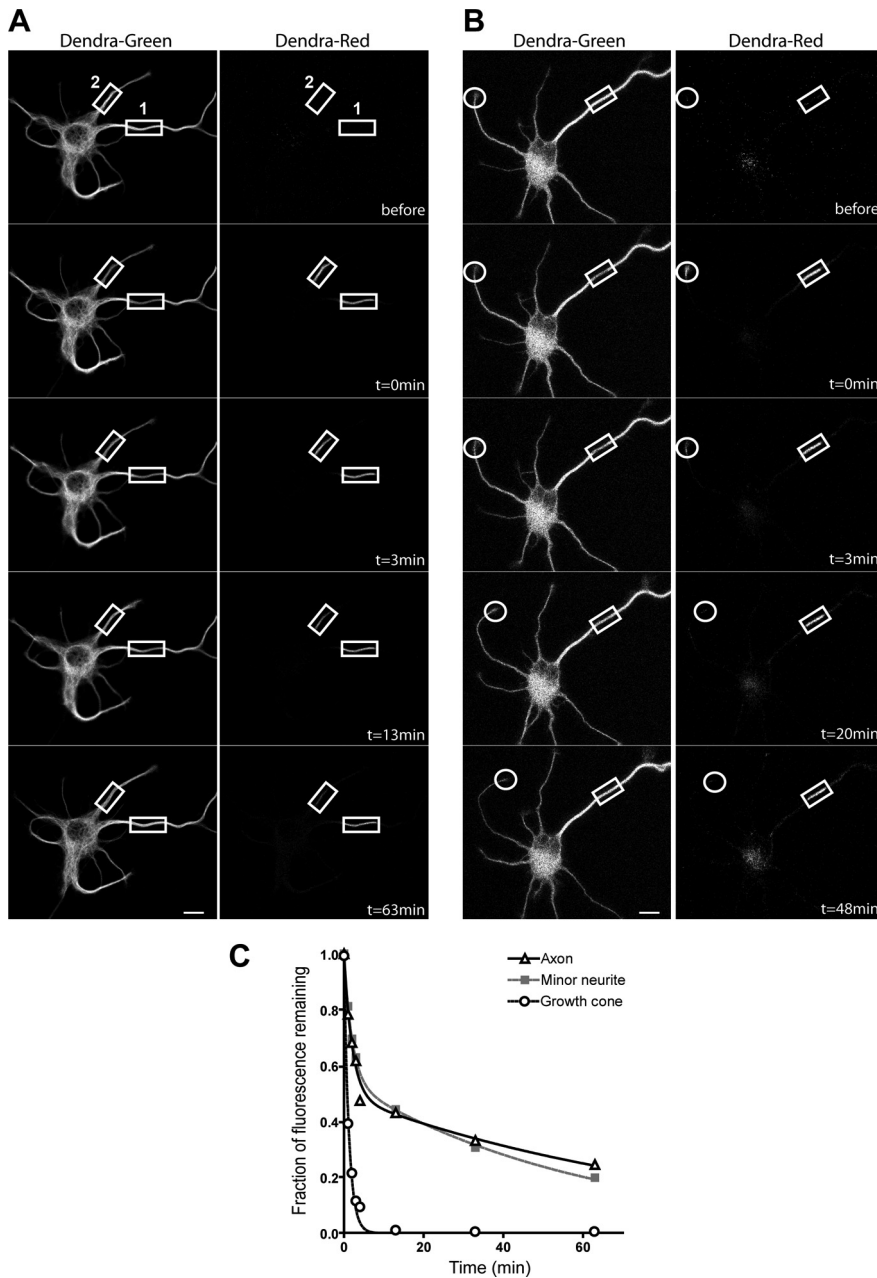 A
Dendra-Green Dendra-Red
2 2
1 1
before
t=0min
t=3min
t=13min
t=63min
B
Dendra-Green Dendra-Red
before
t=0min
t=3min
t=20min
t=48min
C
Axon
Minor neurite
Growth cone
Fraction of fluorescence remaining
1.0
0.8
0.6
0.4
0.2
0.0
0 20 40 60
Time (min)